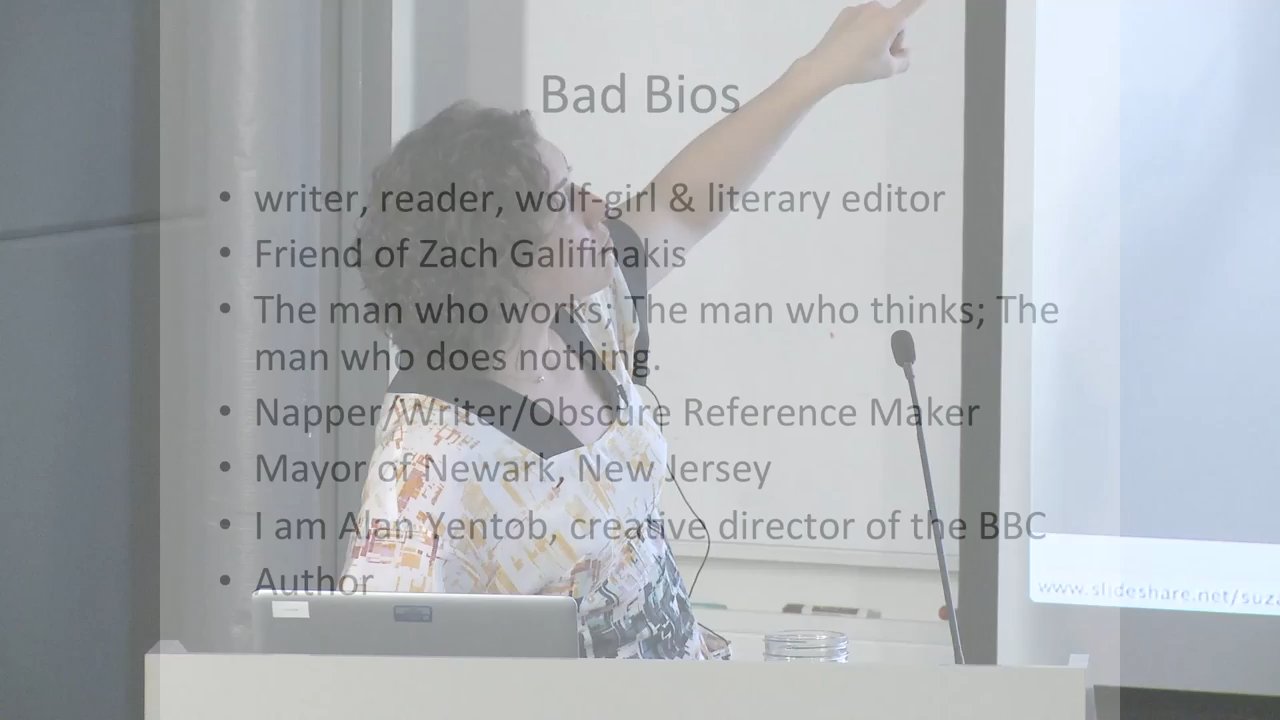 Bad Bios
• writer, reader, wolf-girl & literary editor
• Friend of Zach Galifinakis
• The man who works; The man who thinks; The
man who does nothing.
• Napper/Writer/Obscure Reference Maker
• Mayor of Newark, New Jersey
• I am Alan Yentob, creative director of the BBC
• Author
www.slideshare.net/suza